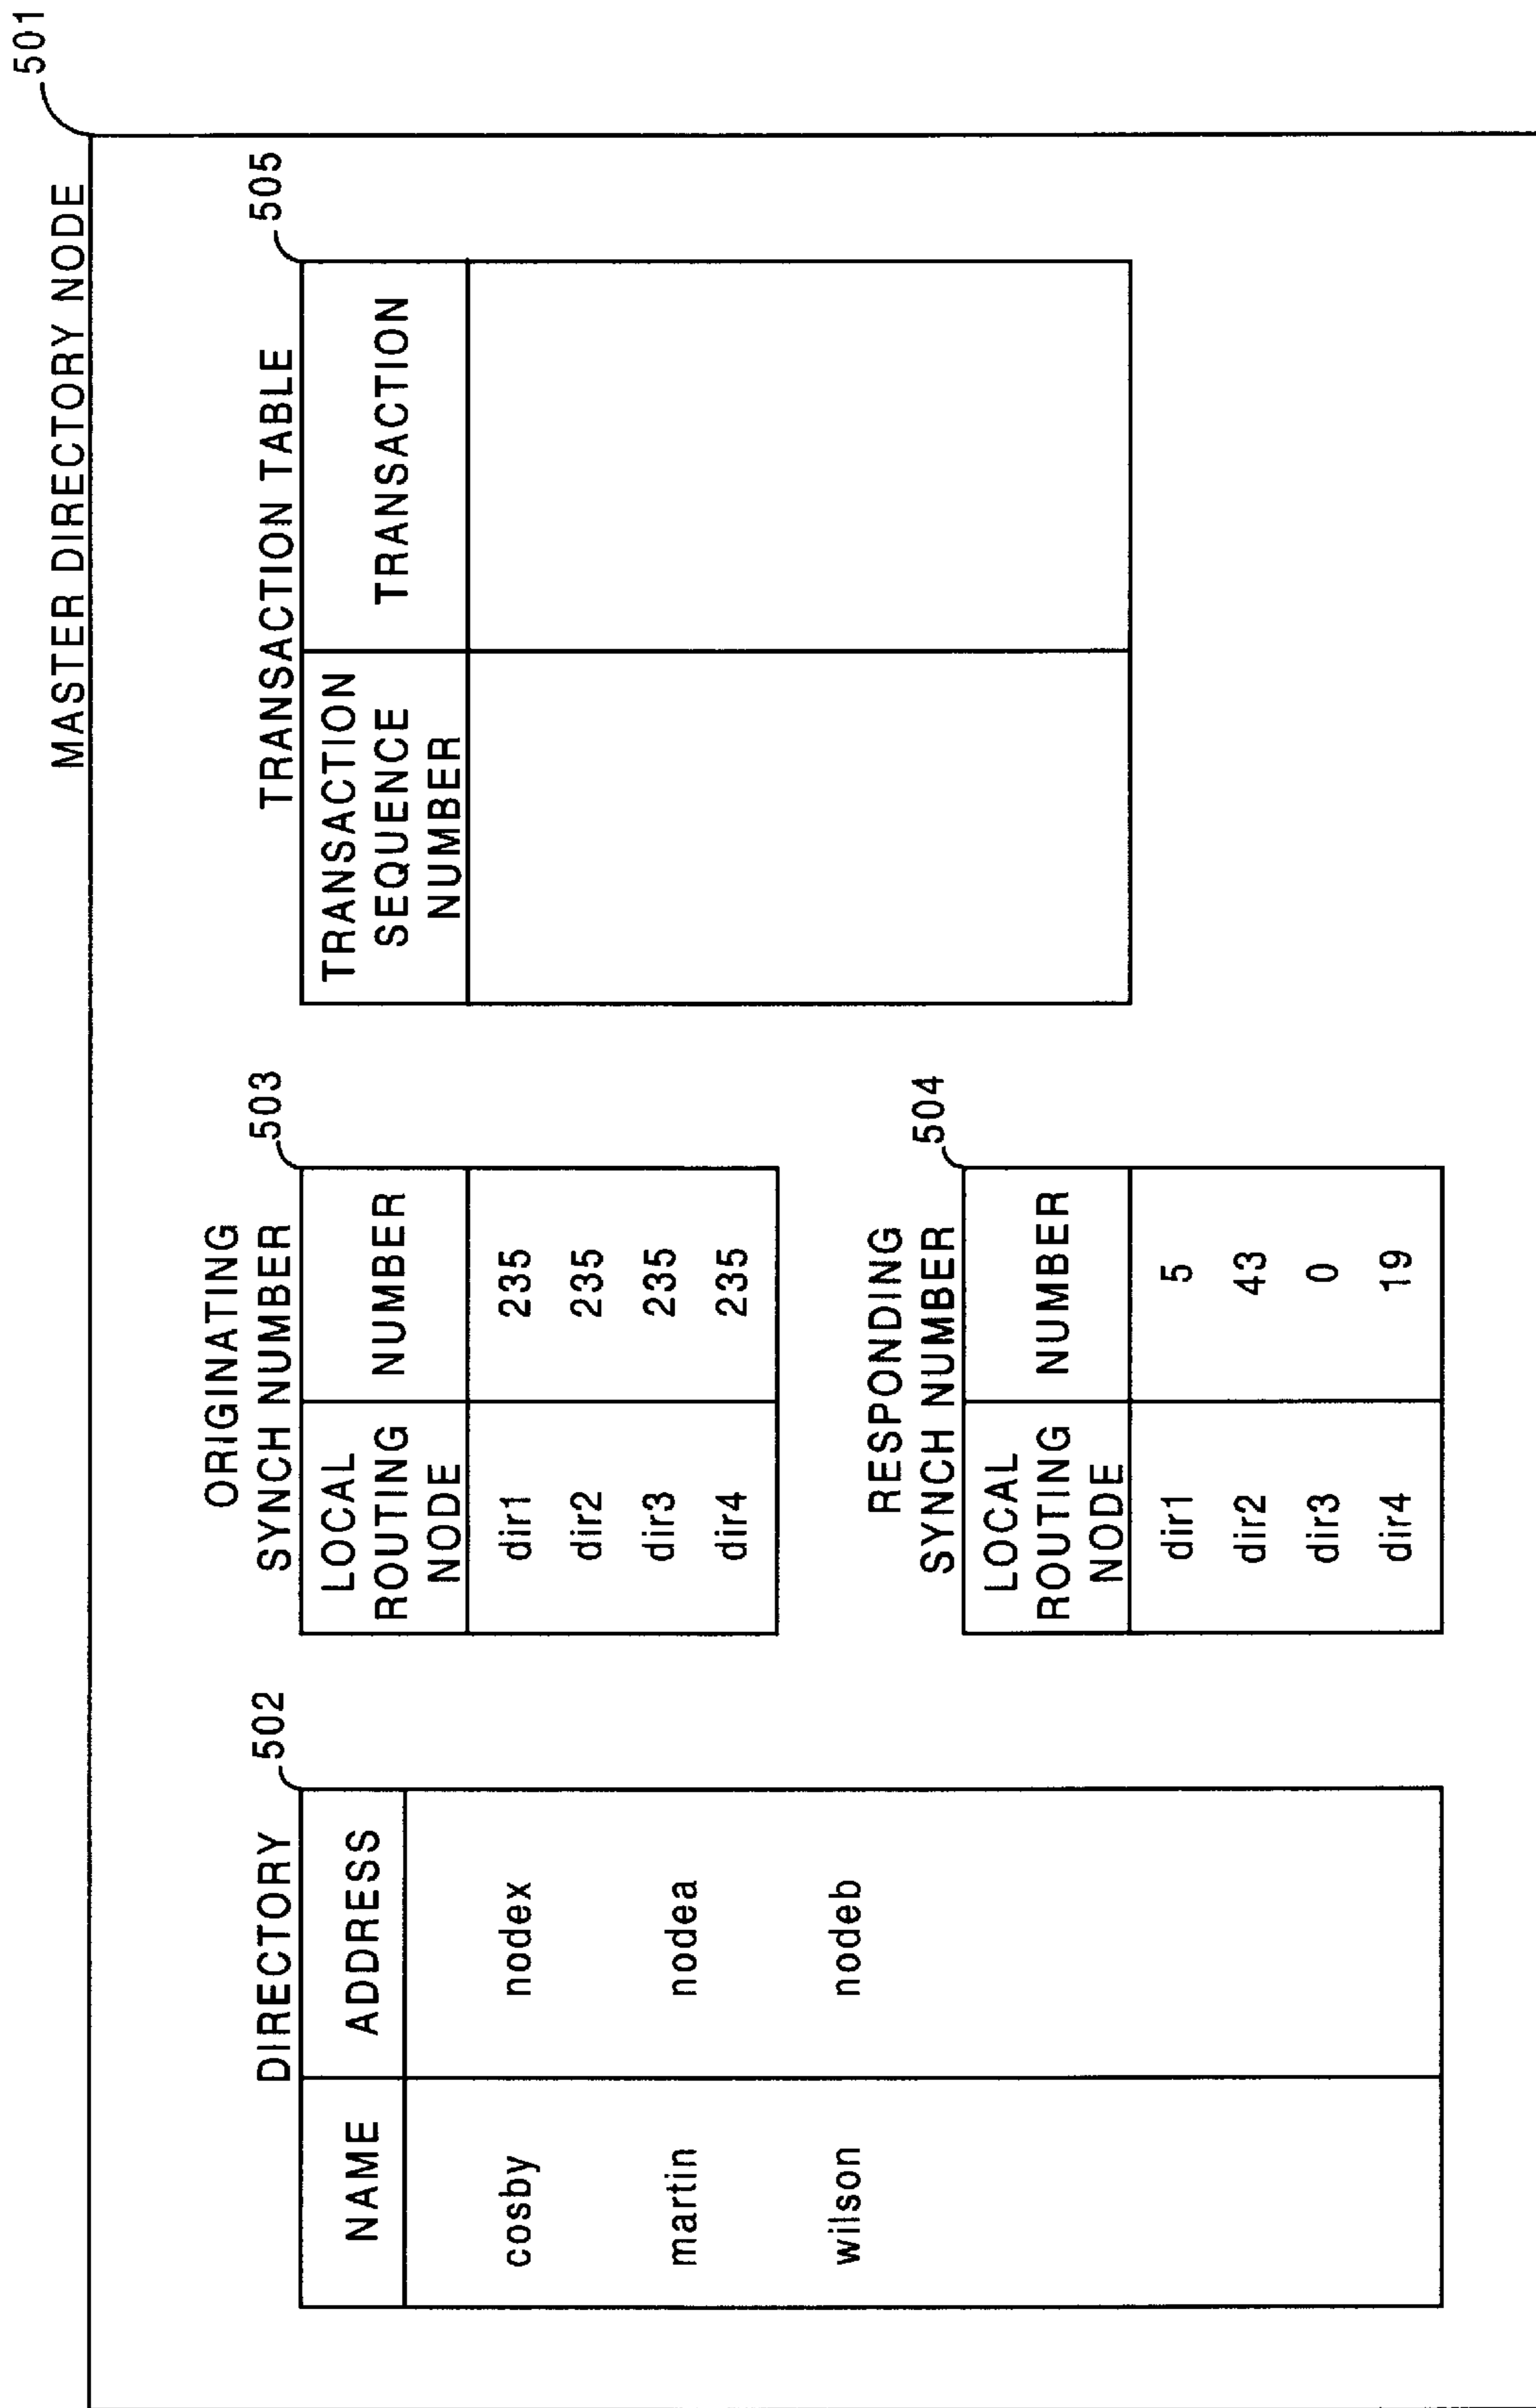 MASTER DIRECTORY NODE
501
DIRECTORY
502
NAME ADDRESS
cosby nodex
martin nodea
wilson nodeb
ORIGINATING
SYNCH NUMBER
503
LOCAL
ROUTING NUMBER
NODE
dir1 235
dir2 235
dir3 235
dir4 235
RESPONDING
SYNCH NUMBER
504
LOCAL
ROUTING NUMBER
NODE
dir1 5
dir2 43
dir3 0
dir4 19
TRANSACTION TABLE
505
TRANSACTION
SEQUENCE TRANSACTION
NUMBER